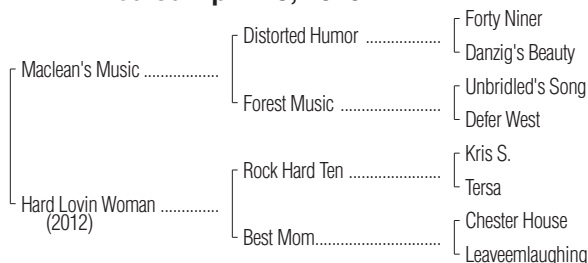 Forty Niner
Distorted Humor ..................
Danzig's Beauty
Maclean's Music ..................
Unbridled's Song
Forest Music ........................
Defer West
Kris S.
Rock Hard Ten .....................
Tersa
Hard Lovin Woman ..............
(2012)
Chester House
Best Mom..............................
Leaveemlaughing